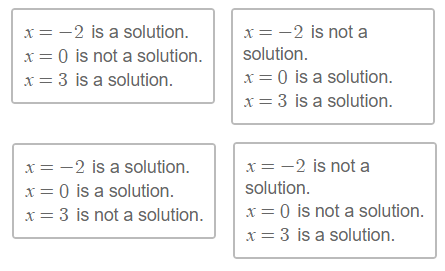 x = −2 is a solution.
x = 0 is not a solution.
x = 3 is a solution.
x = −2 is not a
solution.
x = 0 is a solution.
x = 3 is a solution.
x = −2 is a solution.
x = 0 is a solution.
x = 3 is not a solution.
x = −2 is not a
solution.
x = 0 is not a solution.
x = 3 is a solution.